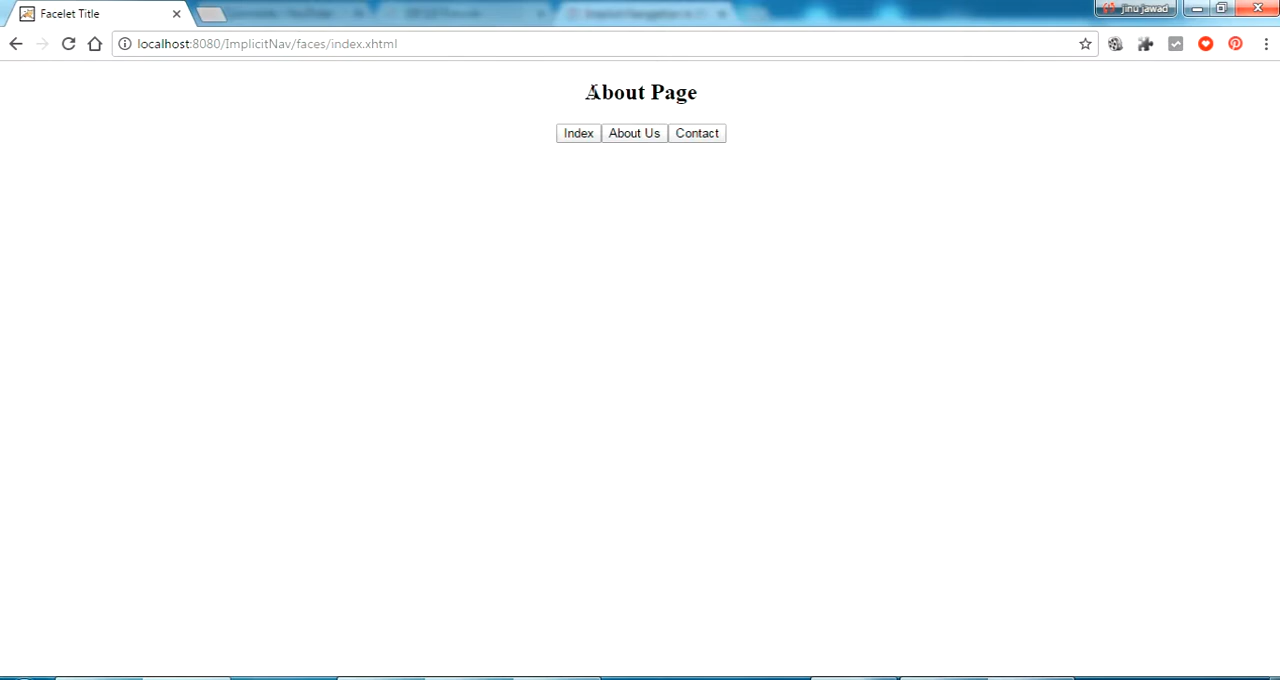 Facelet Title
jinu jawad
localhost:8080/ImplicitNav/faces/index.xhtml
About Page
Index About Us Contact